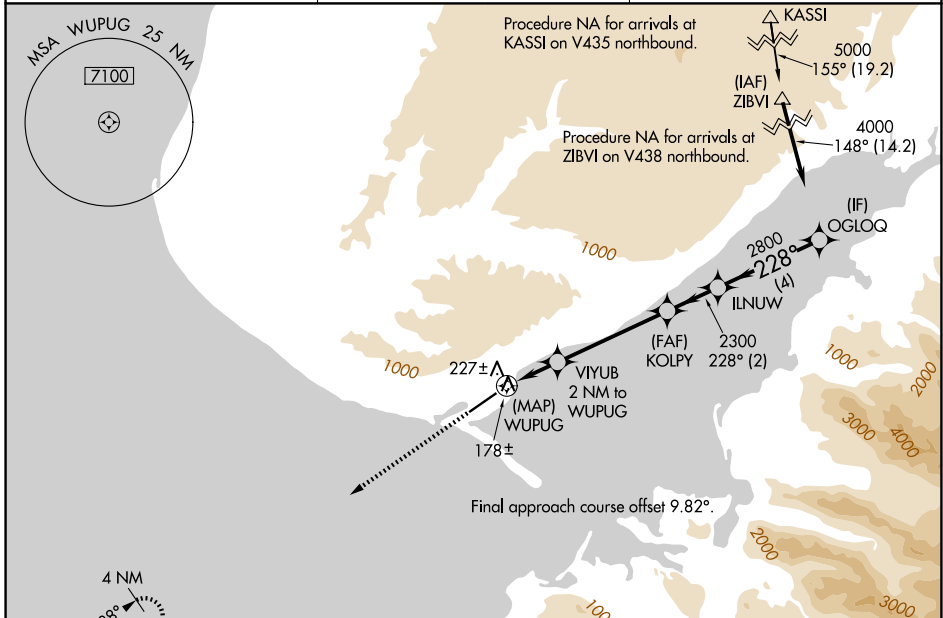 MSA WUPUG 25 NM
7100
Procedure NA for arrivals at
KASSI on V435 northbound.
KASSI
5000
155° (19.2)
(IAF)
ZIBVI
Procedure NA for arrivals at
ZIBVI on V438 northbound.
4000
148° (14.2)
(IF)
OGLOQ
2800
228°
(4)
ILNUW
1000
(FAF)
KOLPY
2300
228° (2)
1000
227±
VIYUB
2 NM to
WUPUG
(MAP)
WUPUG
178±
1000
2000
3000
4000
Final approach course offset 9.82°.
2000
3000
4 NM